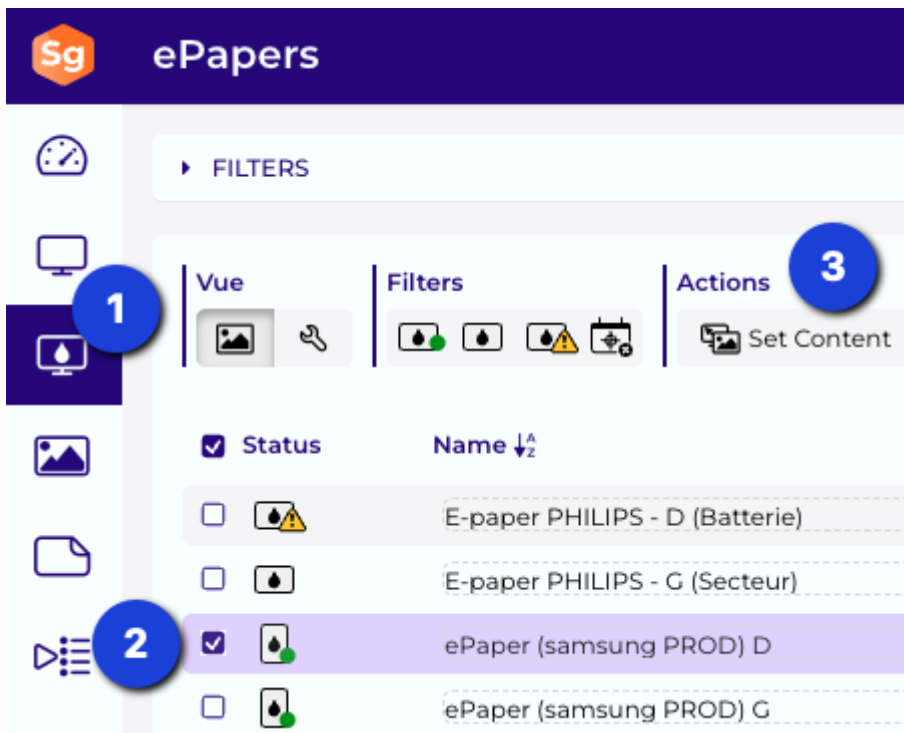 Sg ePapers
FILTERS
1
Vue Filters Actions 3
Set Content
Status Name AZ
E-paper PHILIPS - D (Batterie)
E-paper PHILIPS - G (Secteur)
2 ePaper (samsung PROD) D
ePaper (samsung PROD) G